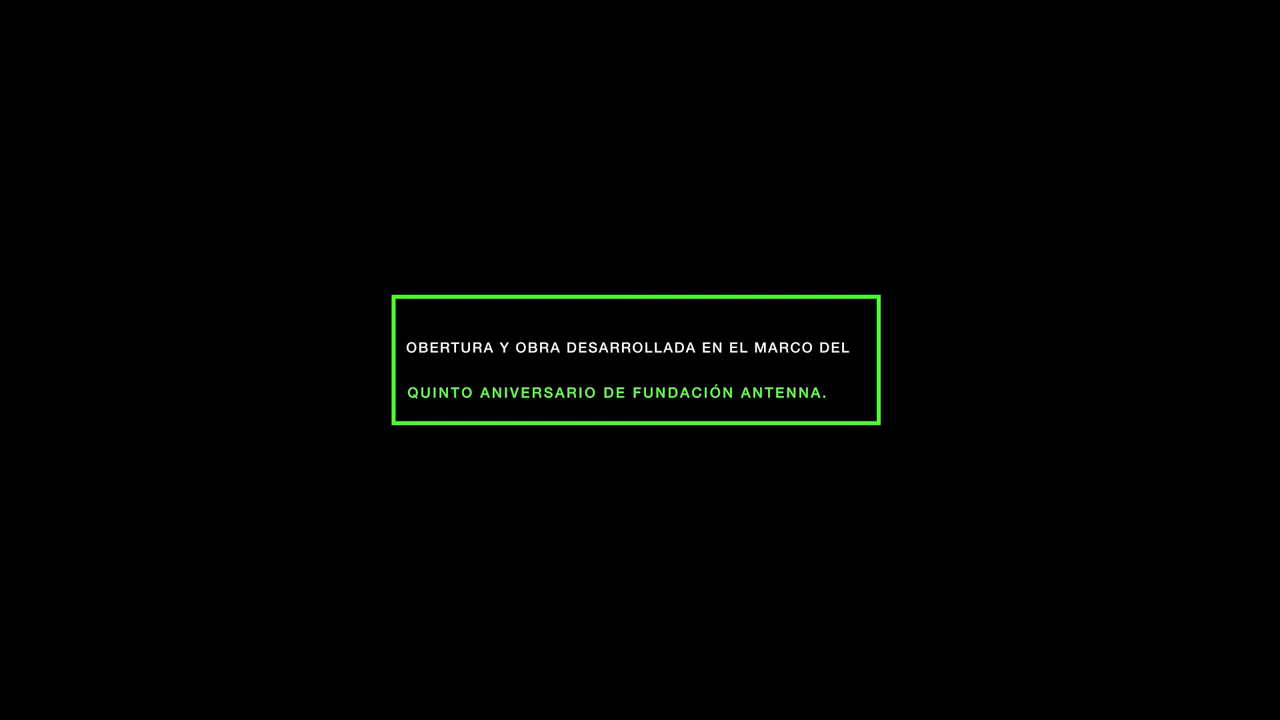 OBERTURA Y OBRA DESARROLLADA EN EL MARCO DEL
QUINTO ANIVERSARIO DE FUNDACIÓN ANTENNA.